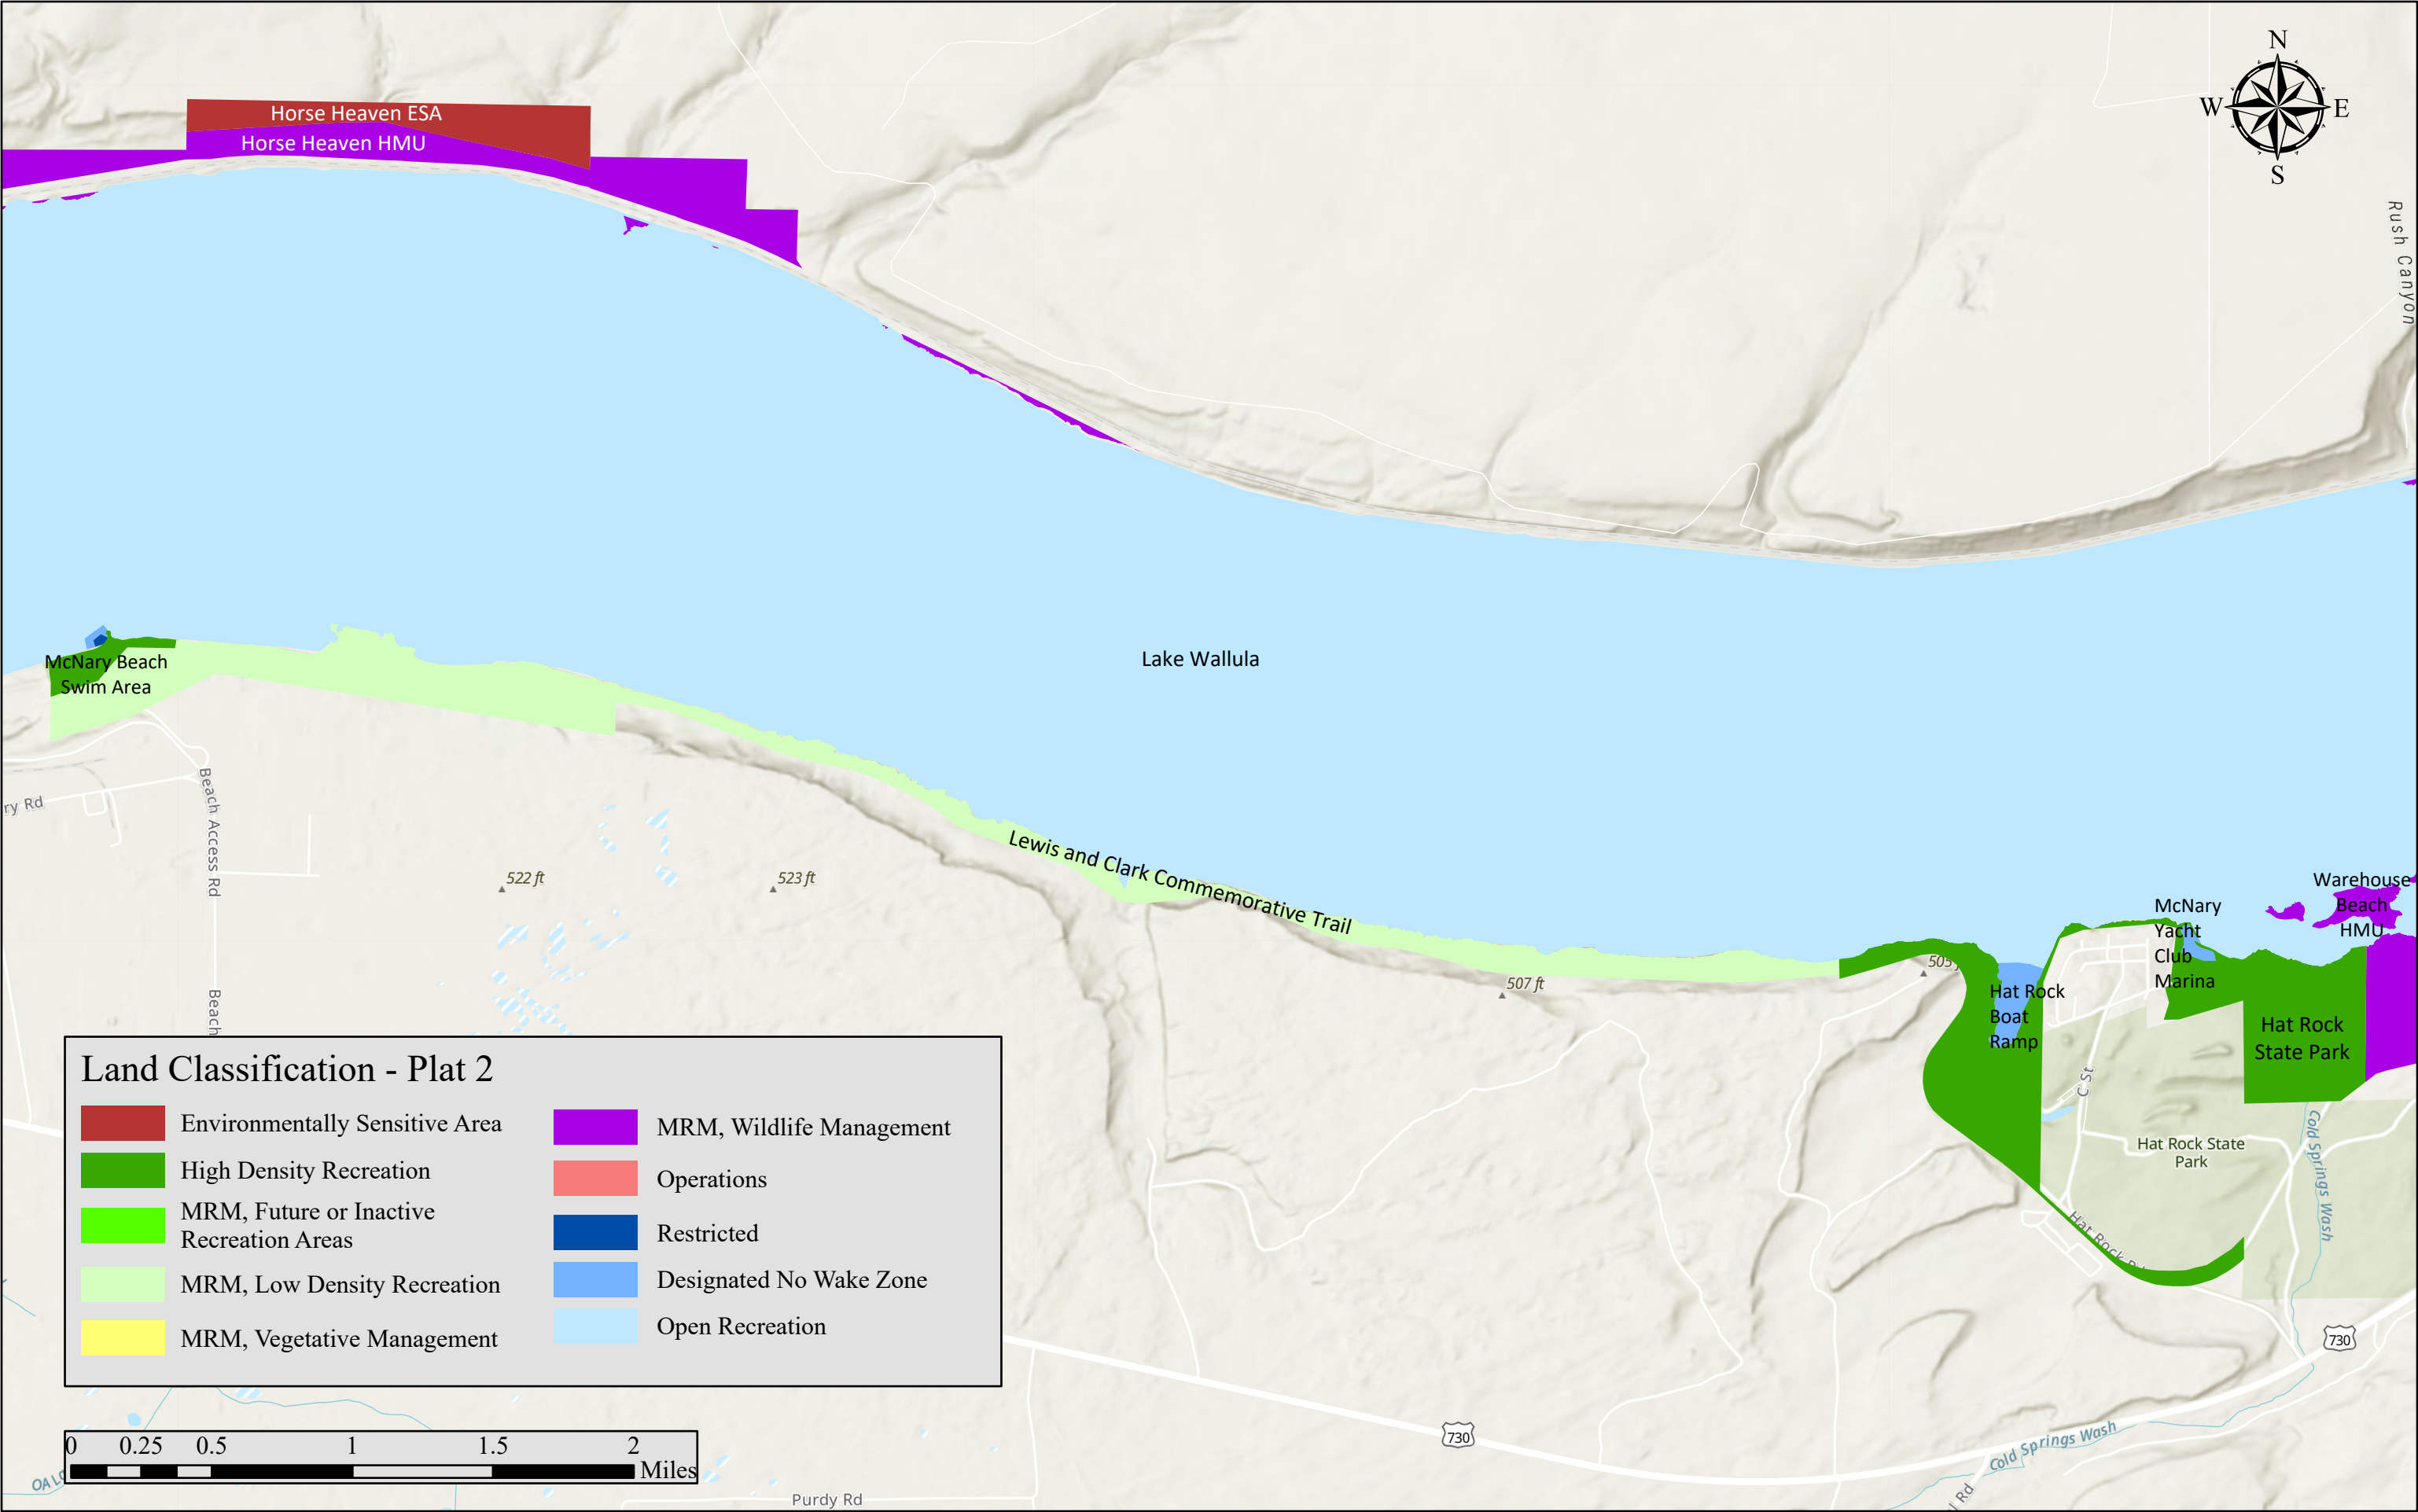 N
W
E
S
Horse Heaven ESA
Horse Heaven HMU
Rush Canyon
McNary Beach
Swim Area
Lake Wallula
ry Rd
Beach Access Rd
Beach
522 ft
523 ft
Lewis and Clark Commemorative Trail
507 ft
505
Hat Rock
Boat
Ramp
McNary
Yacht
Club
Marina
Warehouse
Beach
HMU
Hat Rock
State Park
C St
Hat Rock State
Park
Cold Springs Wash
Hat Rock Rd
730
730
Cold Springs Wash
Purdy Rd
Land Classification - Plat 2
Environmentally Sensitive Area
High Density Recreation
MRM, Future or Inactive
Recreation Areas
MRM, Low Density Recreation
MRM, Vegetative Management
MRM, Wildlife Management
Operations
Restricted
Designated No Wake Zone
Open Recreation
0 0.25 0.5 1 1.5 2
Miles